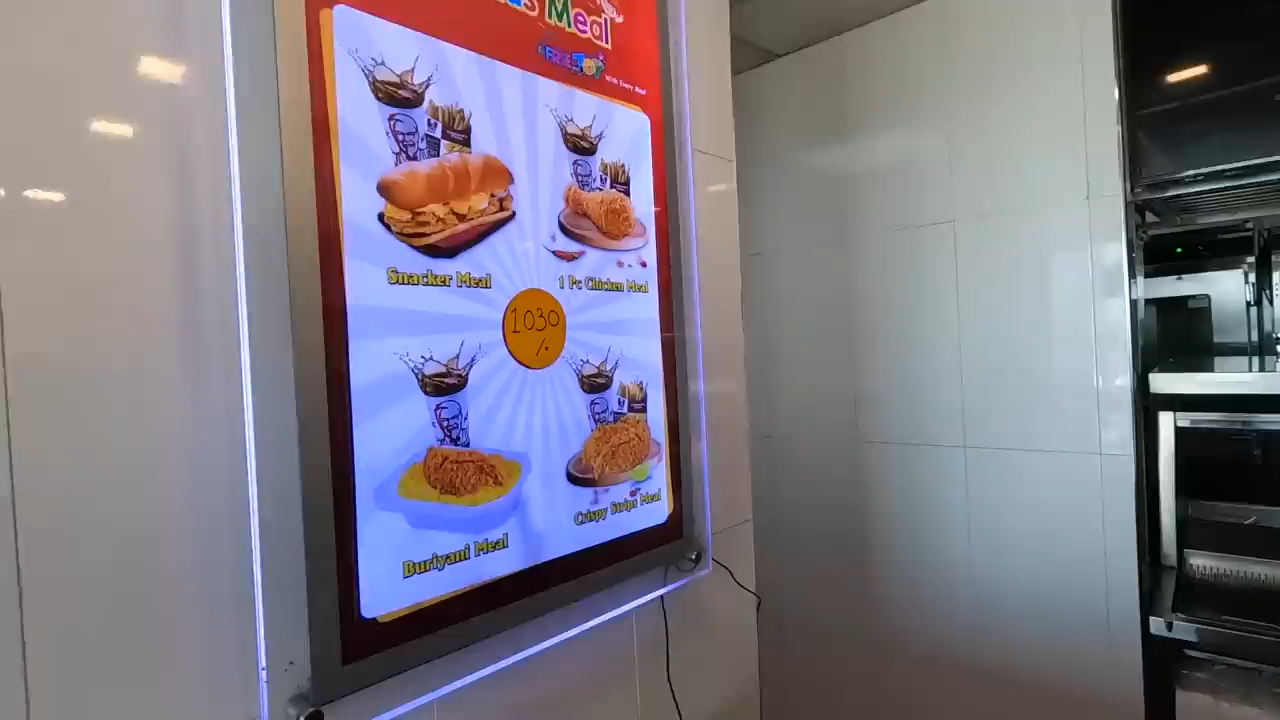 Meal
FREE TOY
With Every Meal
Snacker Meal
1 Pc Chicken Meal
1030
/.
Buriyani Meal
Crispy Strips Meal